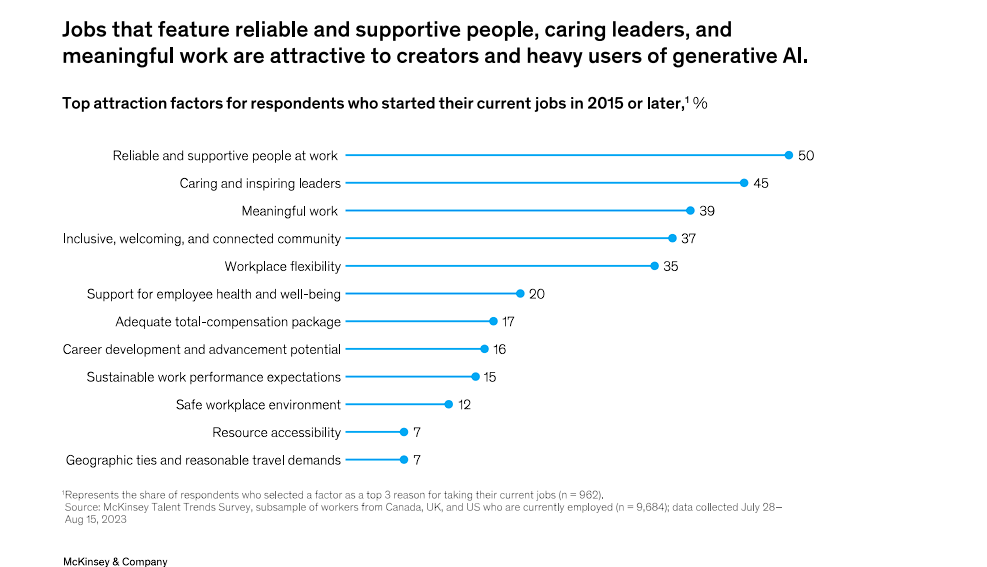 Jobs that feature reliable and supportive people, caring leaders, and
meaningful work are attractive to creators and heavy users of generative AI.
Top attraction factors for respondents who started their current jobs in 2015 or later,¹ %
Reliable and supportive people at work 50
Caring and inspiring leaders 45
Meaningful work 39
Inclusive, welcoming, and connected community 37
Workplace flexibility 35
Support for employee health and well-being 20
Adequate total-compensation package 17
Career development and advancement potential 16
Sustainable work performance expectations 15
Safe workplace environment 12
Resource accessibility 7
Geographic ties and reasonable travel demands 7
¹Represents the share of respondents who selected a factor as a top 3 reason for taking their current jobs (n = 962).
Source: McKinsey Talent Trends Survey, subsample of workers from Canada, UK, and US who are currently employed (n = 9,684); data collected July 28–
Aug 15, 2023
McKinsey & Company